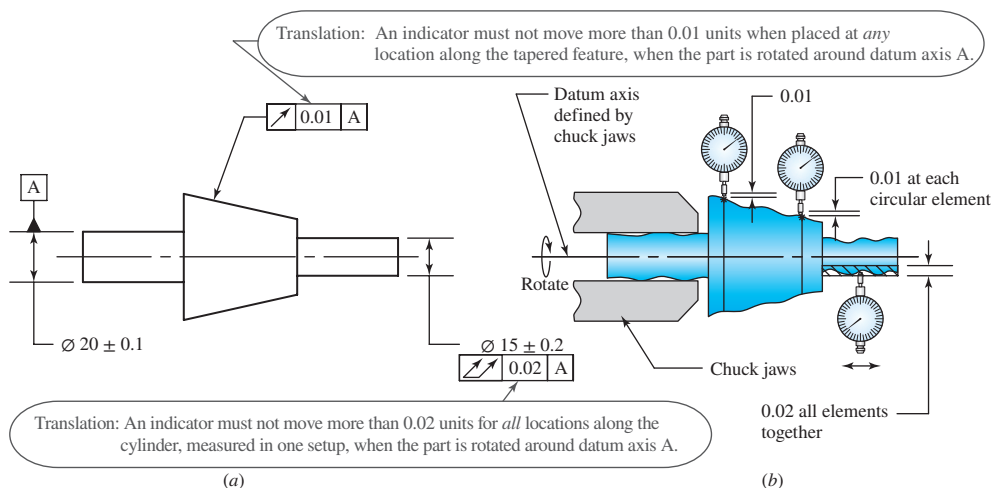 Translation: An indicator must not move more than 0.01 units when placed at any
location along the tapered feature, when the part is rotated around datum axis A.
0.01 A
A
Ø 20 ± 0.1
Ø 15 ± 0.2
0.02 A
Translation: An indicator must not move more than 0.02 units for all locations along the
cylinder, measured in one setup, when the part is rotated around datum axis A.
(a)
Datum axis
defined by
chuck jaws
0.01
0.01 at each
circular element
Rotate
Chuck jaws
0.02 all elements
together
(b)